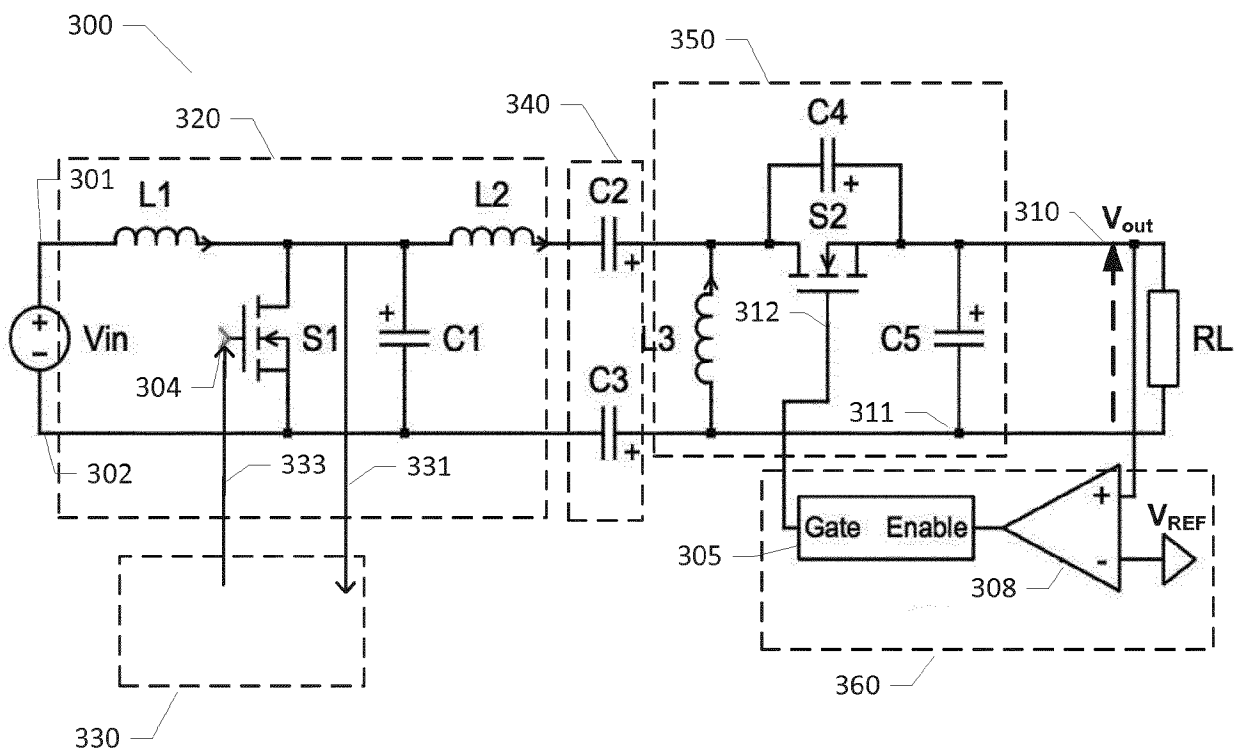 300
350
340
320
C4
301
L1
L2
C2
S2
310
Vout
+
+
+
Vin
-
304
S1
+
C1
C3
L3
312
C5
+
RL
311
302
333
331
+
305
Gate Enable
+
-
VREF
308
330
360